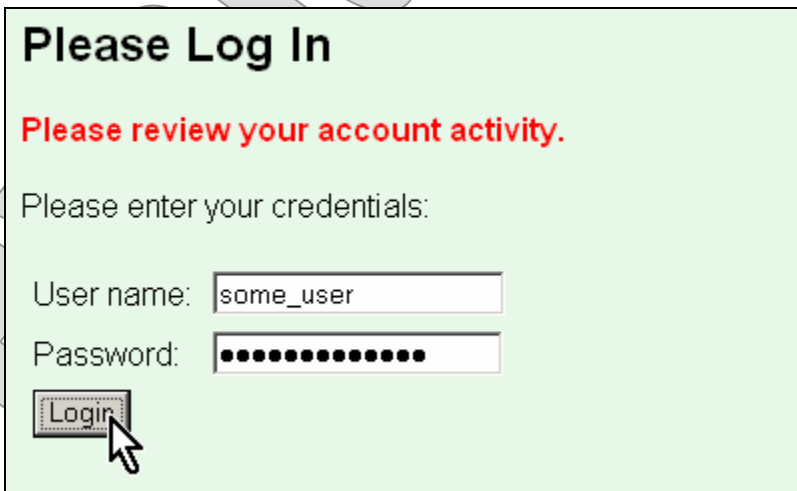 Please Log In
Please review your account activity.
Please enter your credentials:
User name: some_user
Password: •••••••••••••
Login